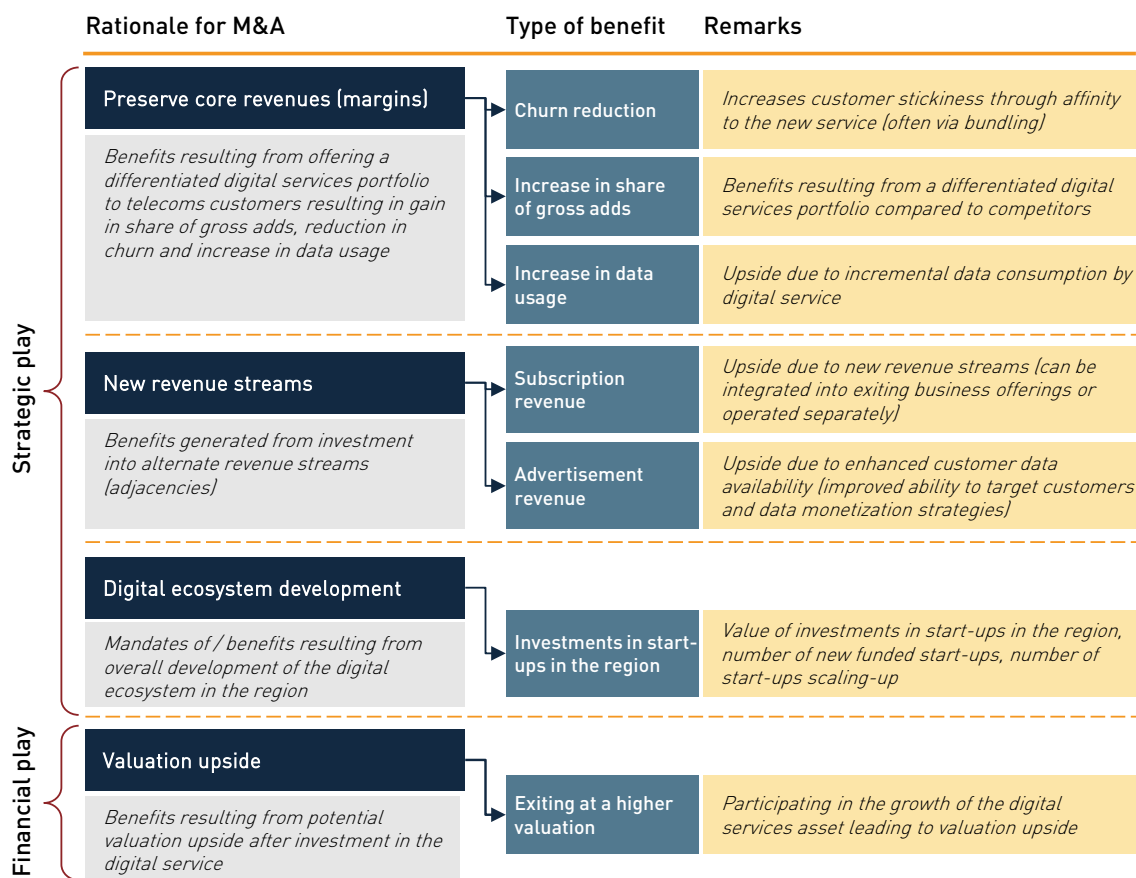 Rationale for M&A
Type of benefit
Remarks
Strategic play
Preserve core revenues (margins)
Benefits resulting from offering a
differentiated digital services portfolio
to telecoms customers resulting in gain
in share of gross adds, reduction in
churn and increase in data usage
Churn reduction
Increases customer stickiness through affinity
to the new service (often via bundling)
Increase in share
of gross adds
Benefits resulting from a differentiated digital
services portfolio compared to competitors
Increase in data
usage
Upside due to incremental data consumption by
digital service
New revenue streams
Benefits generated from investment
into alternate revenue streams
(adjacencies)
Subscription
revenue
Upside due to new revenue streams (can be
integrated into exiting business offerings or
operated separately)
Advertisement
revenue
Upside due to enhanced customer data
availability (improved ability to target customers
and data monetization strategies)
Digital ecosystem development
Mandates of / benefits resulting from
overall development of the digital
ecosystem in the region
Investments in start-
ups in the region
Value of investments in start-ups in the region,
number of new funded start-ups, number of
start-ups scaling-up
Financial play
Valuation upside
Benefits resulting from potential
valuation upside after investment in the
digital service
Exiting at a higher
valuation
Participating in the growth of the digital
services asset leading to valuation upside